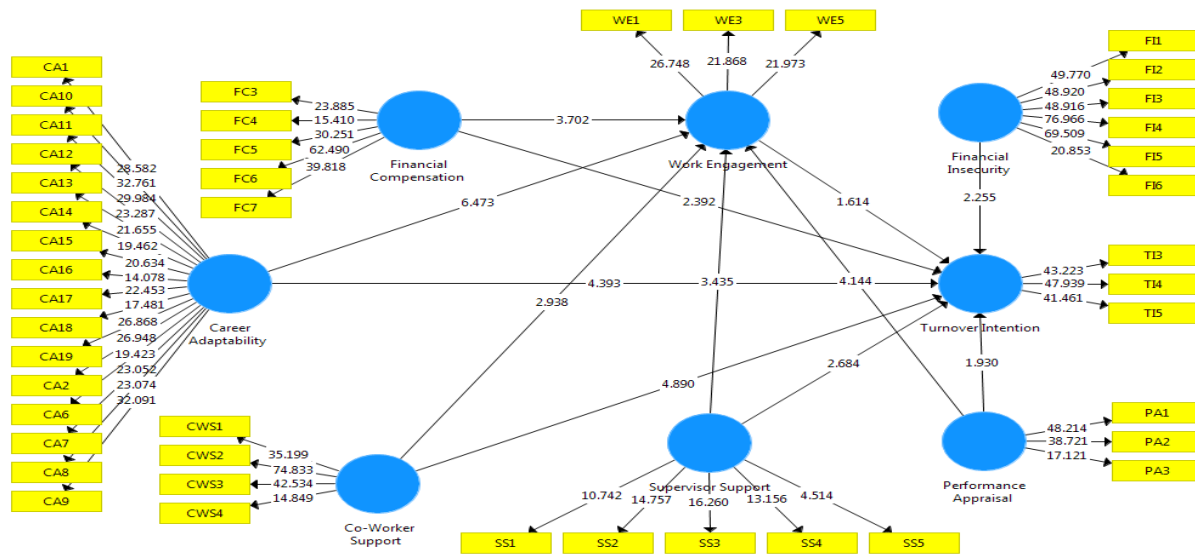 WE1
WE3
WE5
26.748
21.868
21.973
FI1
FI2
FI3
FI4
FI5
FI6
49.770
48.920
48.916
76.966
69.509
20.853
Financial
Insecurity
2.255
CA1
CA10
CA11
CA12
CA13
CA14
CA15
CA16
CA17
CA18
CA19
CA2
CA6
CA7
CA8
CA9
28.582
32.761
29.984
23.287
21.655
19.462
20.634
14.078
22.453
17.481
26.868
26.948
19.423
23.052
23.074
32.091
Career
Adaptability
FC3
FC4
FC5
FC6
FC7
23.885
15.410
30.251
62.490
39.818
Financial
Compensation
3.702
Work Engagement
6.473
2.392
1.614
2.938
4.393
3.435
4.144
Turnover Intention
43.223
47.939
41.461
TI3
TI4
TI5
4.890
2.684
1.930
CWS1
CWS2
CWS3
CWS4
35.199
74.833
42.534
14.849
Co-Worker
Support
Supervisor Support
10.742
14.757
16.260
13.156
4.514
SS1
SS2
SS3
SS4
SS5
Performance
Appraisal
48.214
38.721
17.121
PA1
PA2
PA3